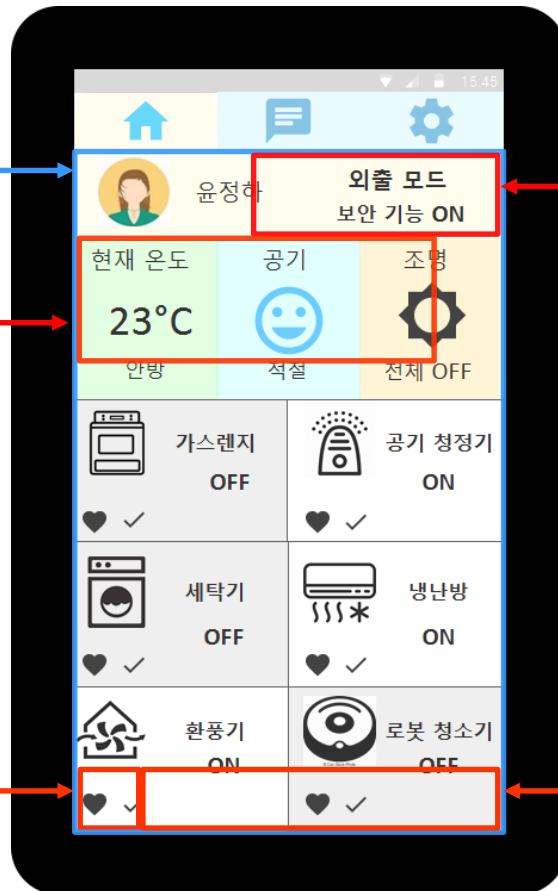 15:45
윤정하
외출 모드
보안 기능 ON
현재 온도
공기
조명
23°C
안방
적절
전체 OFF
가스렌지
OFF
공기 청정기
ON
세탁기
OFF
냉난방
ON
환풍기
ON
로봇 청소기
OFF